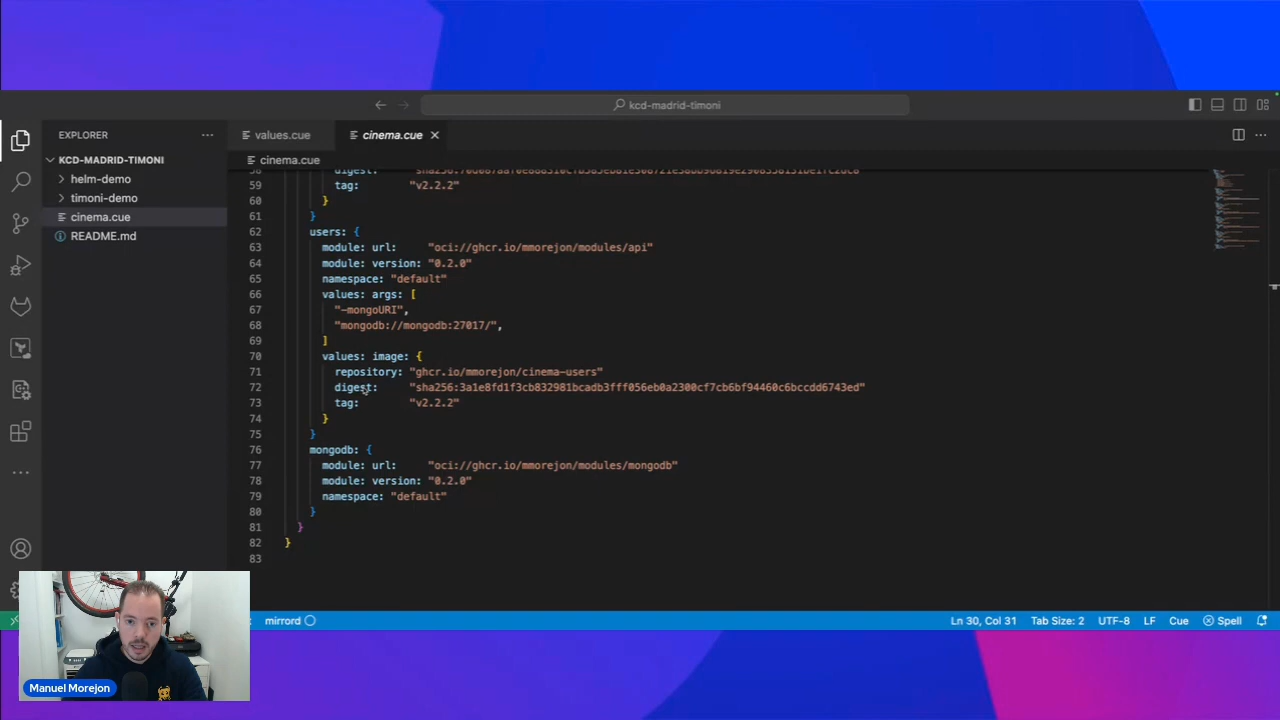 kcd-madrid-timoni
EXPLORER
values.cue
cinema.cue
KCD-MADRID-TIMONI
cinema.cue
helm-demo
timoni-demo
cinema.cue
README.md
59 tag: "v2.2.2"
60 }
61 }
62 users: {
63 module: url: "oci://ghcr.io/mmorejon/modules/api"
64 module: version: "0.2.0"
65 namespace: "default"
66 values: args: [
67 "-mongoURI",
68 "mongodb://mongodb:27017/",
69 ]
70 values: image: {
71 repository: "ghcr.io/mmorejon/cinema-users"
72 digest: "sha256:3a1e8fd1f3cb832981bcadb3fff056eb0a2300cf7cb6bf94460c6bccdd6743ed"
73 tag: "v2.2.2"
74 }
75 }
76 mongodb: {
77 module: url: "oci://ghcr.io/mmorejon/modules/mongodb"
78 module: version: "0.2.0"
79 namespace: "default"
80 }
81 }
82 }
83
mirrord
Ln 30, Col 31
Tab Size: 2
UTF-8
LF
Cue
Spell
Manuel Morejon